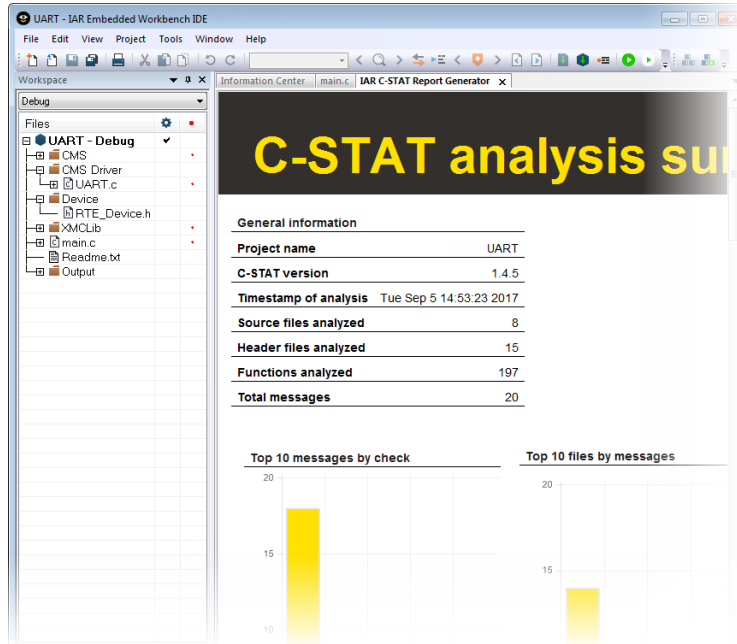 UART - IAR Embedded Workbench IDE
File Edit View Project Tools Window Help
Workspace
Information Center main.c IAR C-STAT Report Generator x
Debug
Files
UART - Debug
CMS
CMS Driver
UART.c
Device
RTE_Device.h
XMCLib
main.c
Readme.txt
Output
C-STAT analysis
General information
Project name UART
C-STAT version 1.4.5
Timestamp of analysis Tue Sep 5 14:53:23 2017
Source files analyzed 8
Header files analyzed 15
Functions analyzed 197
Total messages 20
Top 10 messages by check
20
15
10
Top 10 files by messages
20
15